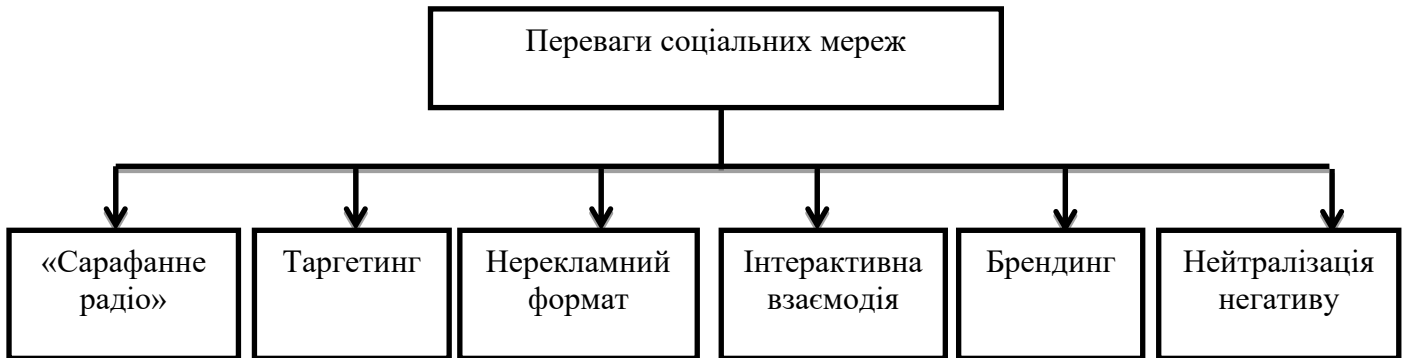 Переваги соціальних мереж
«Сарафанне
радіо»
Таргетинг
Нерекламний
формат
Інтерактивна
взаємодія
Брендинг
Нейтралізація
негативу